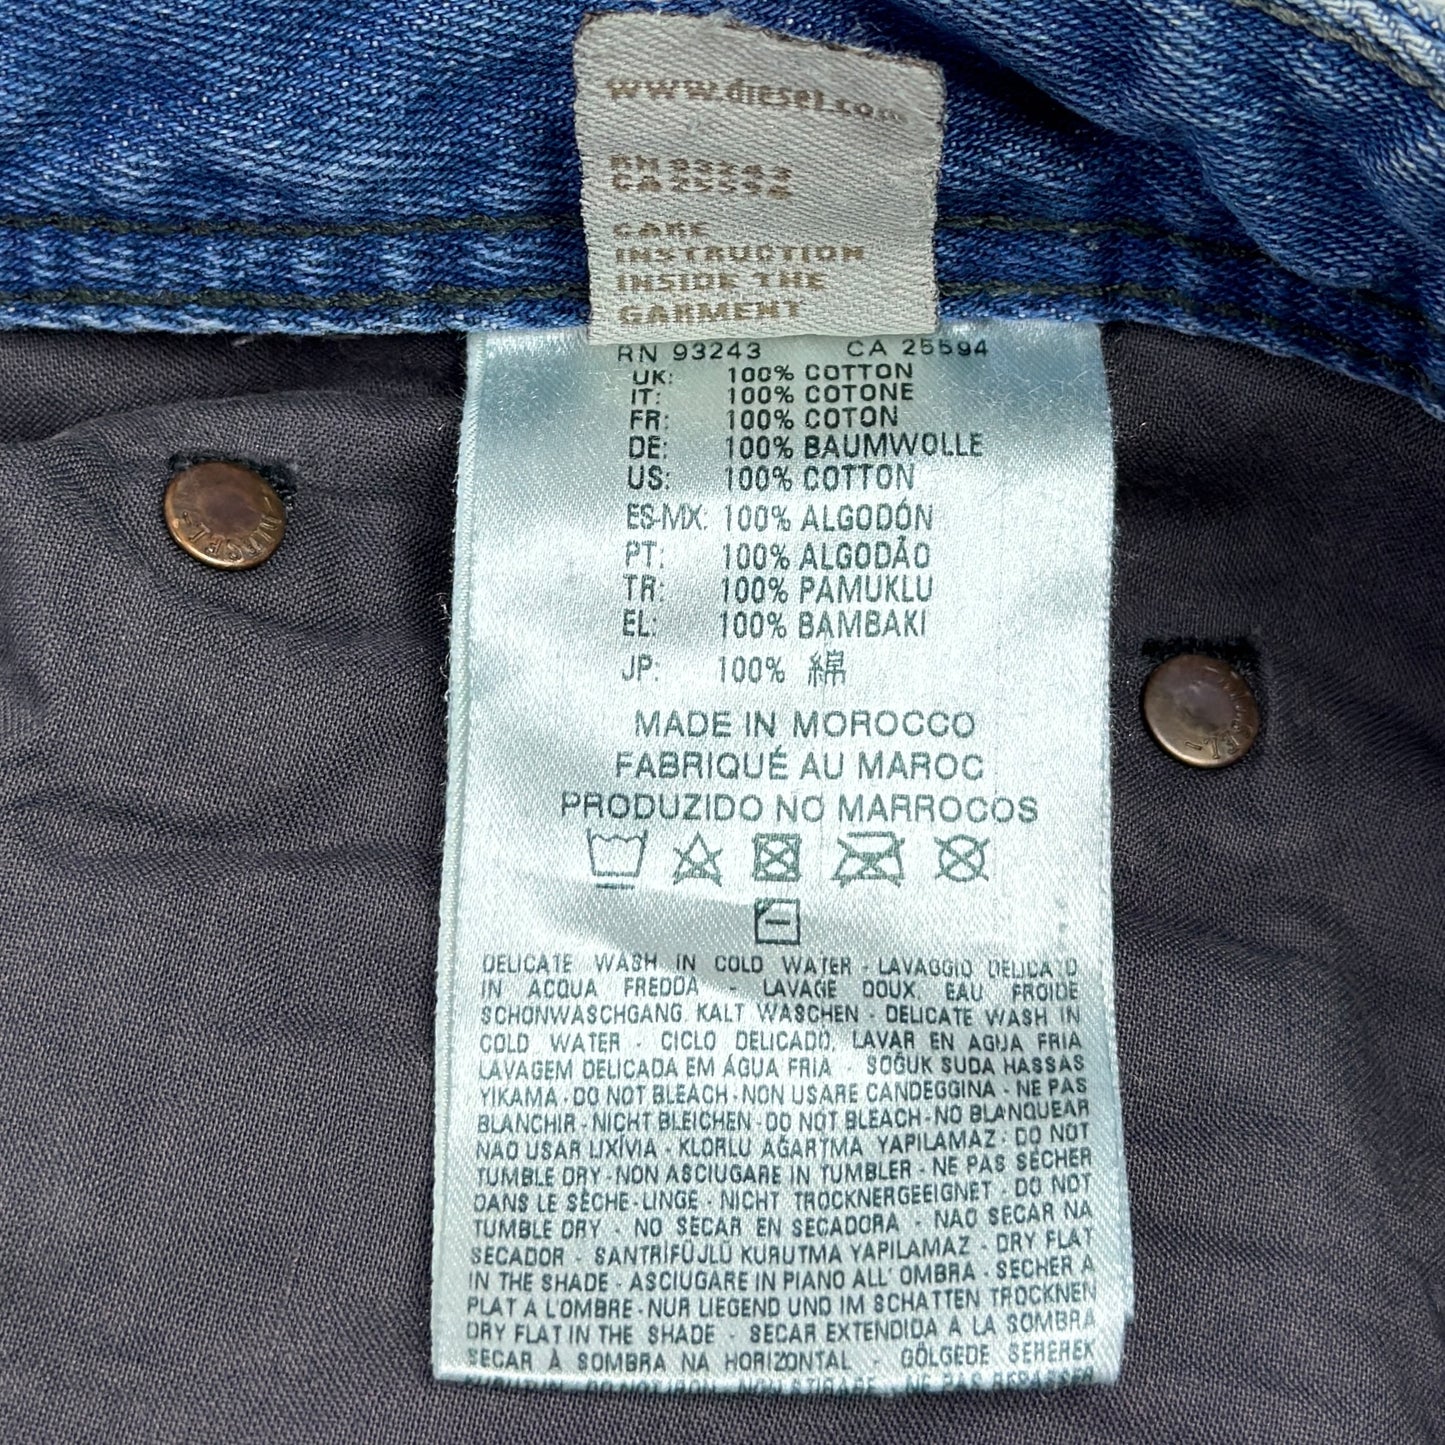 www.diesel.com
RN 93243
CA 25594
CARE
INSTRUCTION
INSIDE THE
GARMENT
RN 93243 CA 25594
UK: 100% COTTON
IT: 100% COTONE
FR: 100% COTON
DE: 100% BAUMWOLLE
US: 100% COTTON
ES-MX: 100% ALGODÓN
PT: 100% ALGODÃO
TR: 100% PAMUKLU
EL: 100% BAMBAKI
JP: 100% 綿
MADE IN MOROCCO
FABRIQUÉ AU MAROC
PRODUZIDO NO MARROCOS
DELICATE WASH IN COLD WATER - LAVAGGIO DELICATO
IN ACQUA FREDDA - LAVAGE DOUX, EAU FROIDE
SCHONWASCHGANG, KALT WASCHEN - DELICATE WASH IN
COLD WATER - CICLO DELICADO, LAVAR EN AGUA FRIA
LAVAGEM DELICADA EM ÁGUA FRIA - SOĞUK SUDA HASSAS
YIKAMA - DO NOT BLEACH - NON USARE CANDEGGINA - NE PAS
BLANCHIR - NICHT BLEICHEN - DO NOT BLEACH - NO BLANQUEAR
NAO USAR LIXÍVIA - KLORLU AĞARTMA YAPILAMAZ - DO NOT
TUMBLE DRY - NON ASCIUGARE IN TUMBLER - NE PAS SÉCHER
DANS LE SÈCHE-LINGE - NICHT TROCKNERGEEIGNET - DO NOT
TUMBLE DRY - NO SECAR EN SECADORA - NAO SECAR NA
SECADOR - SANTRİFÜJLÜ KURUTMA YAPILAMAZ - DRY FLAT
IN THE SHADE - ASCIUGARE IN PIANO ALL' OMBRA - SECHER A
PLAT A L'OMBRE - NUR LIEGEND UND IM SCHATTEN TROCKNEN
DRY FLAT IN THE SHADE - SECAR EXTENDIDA A LA SOMBRA
SECAR À SOMBRA NA HORIZONTAL - GÖLGEDE SEREREK
NE PAS REPASSER